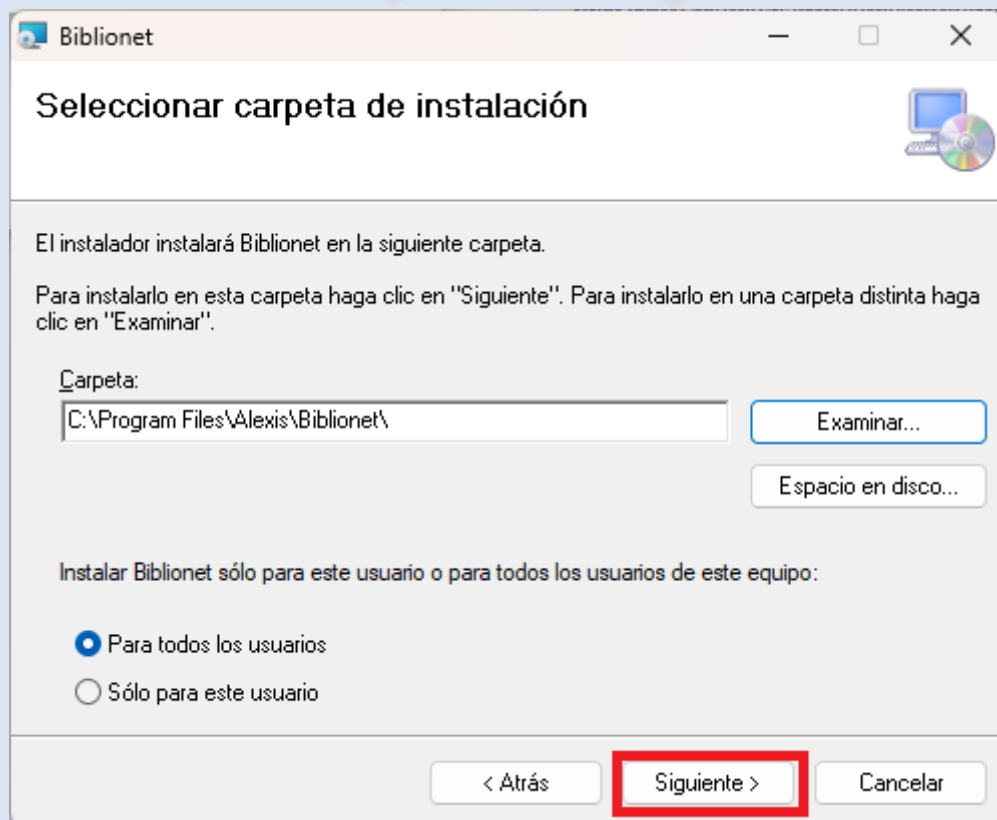 Biblionet
Seleccionar carpeta de instalación
El instalador instalará Biblionet en la siguiente carpeta.
Para instalarlo en esta carpeta haga clic en "Siguiente". Para instalarlo en una carpeta distinta haga
clic en "Examinar".
Carpeta:
C:\Program Files\Alexis\Biblionet\
Examinar...
Espacio en disco...
Instalar Biblionet sólo para este usuario o para todos los usuarios de este equipo:
Para todos los usuarios
Sólo para este usuario
< Atrás
Siguiente >
Cancelar